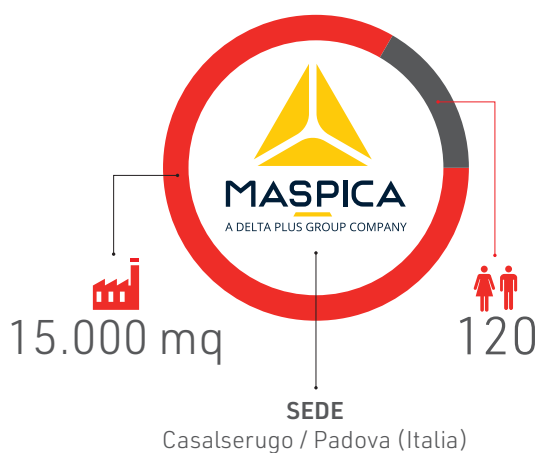 MASPICA
A DELTA PLUS GROUP COMPANY
15.000 mq
120
SEDE
Casalserugo / Padova (Italia)